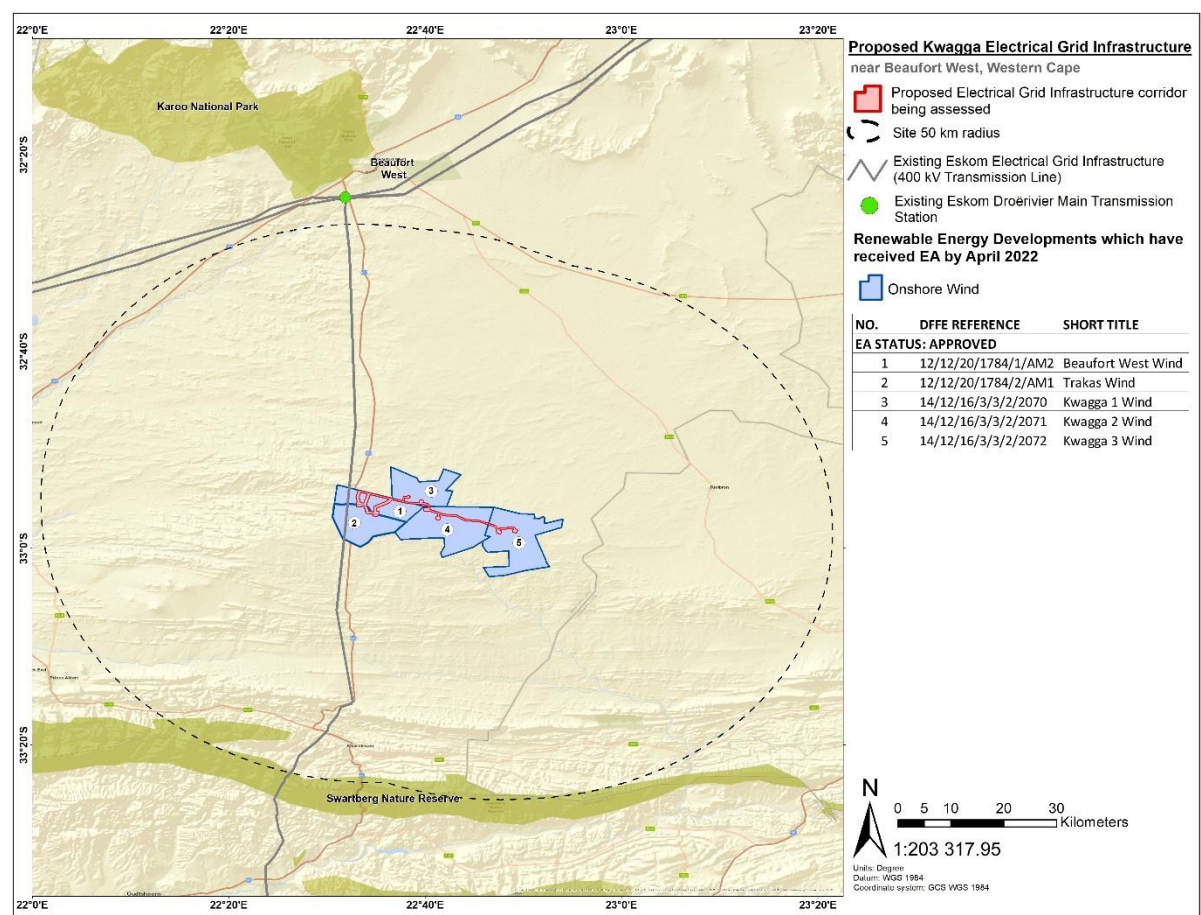 22°0'E 22°20'E 22°40'E 23°0'E 23°20'E
Proposed Kwagga Electrical Grid Infrastructure
near Beaufort West, Western Cape
Proposed Electrical Grid Infrastructure corridor
being assessed
Site 50 km radius
Existing Eskom Electrical Grid Infrastructure
(400 kV Transmission Line)
Existing Eskom Droërivier Main Transmission
Station
Renewable Energy Developments which have
received EA by April 2022
Onshore Wind
NO. DFFE REFERENCE SHORT TITLE
EA STATUS: APPROVED
1 12/12/20/1784/1/AM2 Beaufort West Wind
2 12/12/20/1784/2/AM1 Trakas Wind
3 14/12/16/3/3/2/2070 Kwagga 1 Wind
4 14/12/16/3/3/2/2071 Kwagga 2 Wind
5 14/12/16/3/3/2/2072 Kwagga 3 Wind
Karoo National Park
Beaufort
West
32°20'S
32°40'S
33°0'S
33°20'S
3
1
2
4
5
Rietbron
Prince Albert
Swartberg Nature Reserve
Oudtshoorn
N
0 5 10 20 30
Kilometers
1:203 317.95
Units: Degree
Datum: WGS 1984
Coordinate system: GCS WGS 1984
22°0'E 22°20'E 22°40'E 23°0'E 23°20'E